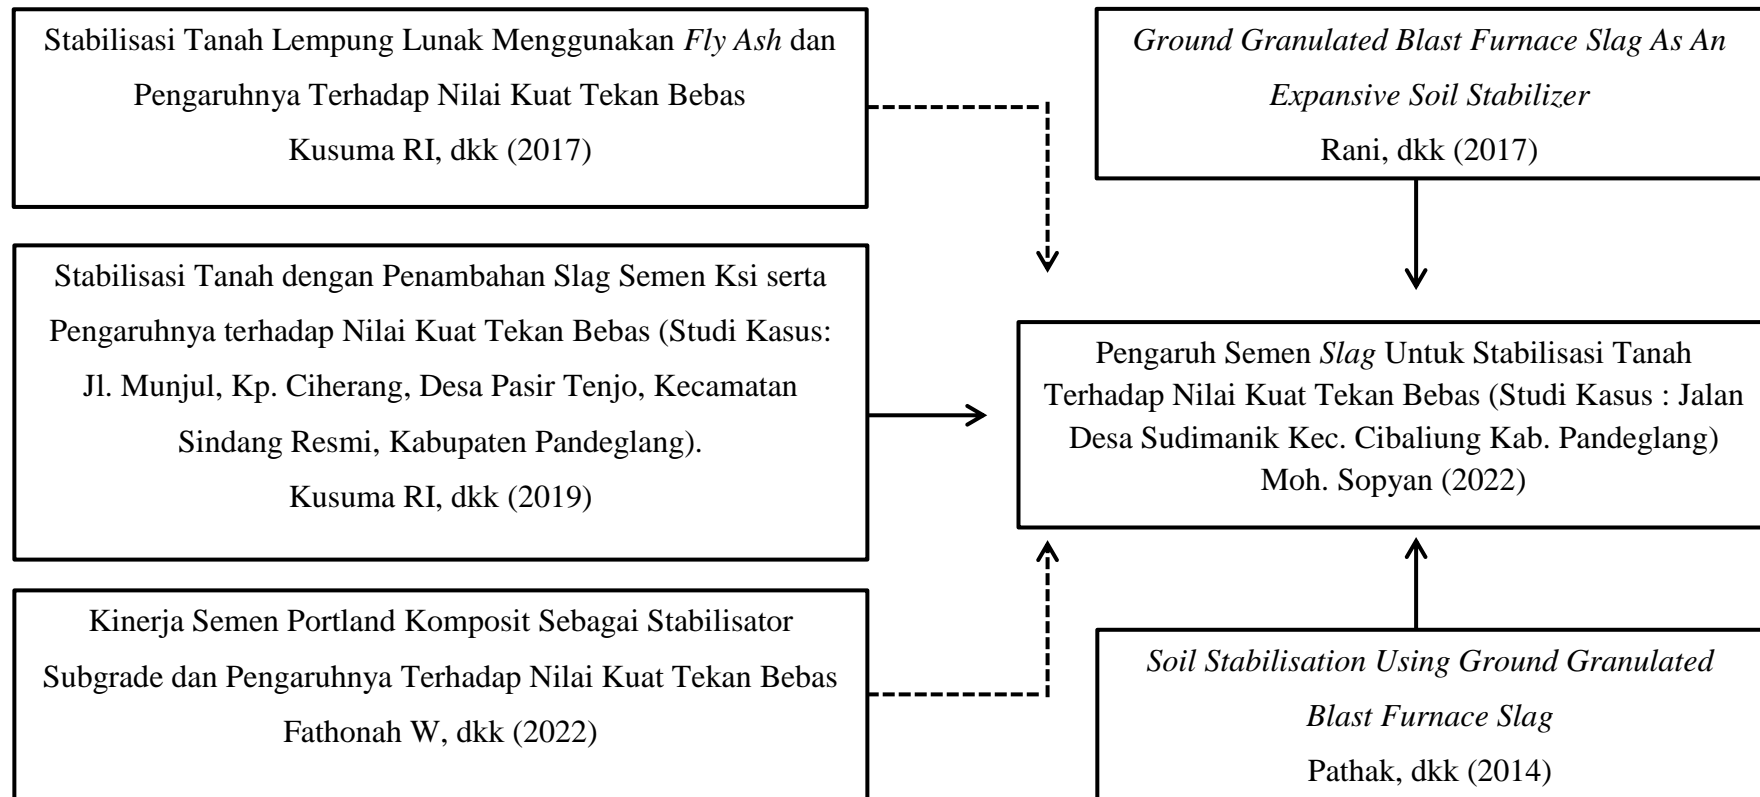 Stabilisasi Tanah Lempung Lunak Menggunakan Fly Ash dan
Pengaruhnya Terhadap Nilai Kuat Tekan Bebas
Kusuma RI, dkk (2017)
Stabilisasi Tanah dengan Penambahan Slag Semen Ksi serta
Pengaruhnya terhadap Nilai Kuat Tekan Bebas (Studi Kasus:
Jl. Munjul, Kp. Ciherang, Desa Pasir Tenjo, Kecamatan
Sindang Resmi, Kabupaten Pandeglang).
Kusuma RI, dkk (2019)
Kinerja Semen Portland Komposit Sebagai Stabilisator
Subgrade dan Pengaruhnya Terhadap Nilai Kuat Tekan Bebas
Fathonah W, dkk (2022)
Ground Granulated Blast Furnace Slag As An
Expansive Soil Stabilizer
Rani, dkk (2017)
Pengaruh Semen Slag Untuk Stabilisasi Tanah
Terhadap Nilai Kuat Tekan Bebas (Studi Kasus : Jalan
Desa Sudimanik Kec. Cibaliung Kab. Pandeglang)
Moh. Sopyan (2022)
Soil Stabilisation Using Ground Granulated
Blast Furnace Slag
Pathak, dkk (2014)